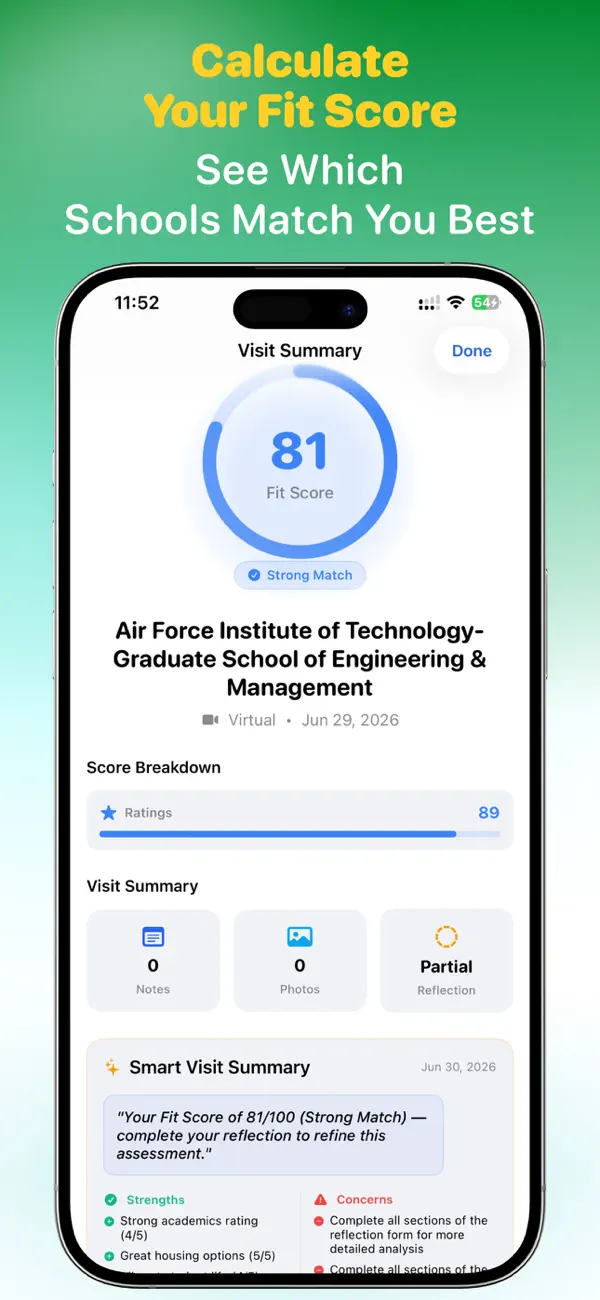 Calculate
Your Fit Score
See Which
Schools Match You Best
11:52
54
Visit Summary
Done
81
Fit Score
Strong Match
Air Force Institute of Technology-
Graduate School of Engineering &
Management
Virtual • Jun 29, 2026
Score Breakdown
Ratings
89
Visit Summary
0
Notes
0
Photos
Partial
Reflection
Smart Visit Summary
Jun 30, 2026
"Your Fit Score of 81/100 (Strong Match) —
complete your reflection to refine this
assessment."
Strengths
Strong academics rating
(4/5)
Great housing options (5/5)
Concerns
Complete all sections of the
reflection form for more
detailed analysis
Complete all sections of the